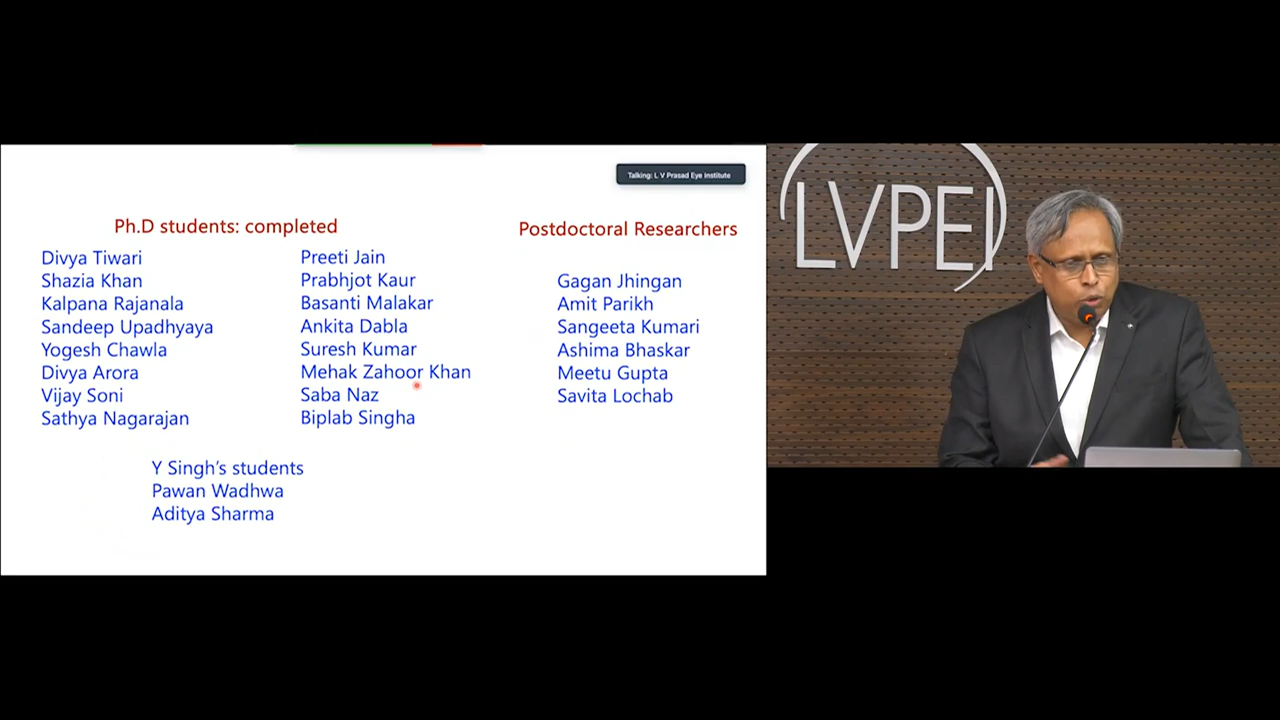 Talking: L V Prasad Eye Institute
Ph.D students: completed
Divya Tiwari
Shazia Khan
Kalpana Rajanala
Sandeep Upadhyaya
Yogesh Chawla
Divya Arora
Vijay Soni
Sathya Nagarajan
Preeti Jain
Prabhjot Kaur
Basanti Malakar
Ankita Dabla
Suresh Kumar
Mehak Zahoor Khan
Saba Naz
Biplab Singha
Y Singh's students
Pawan Wadhwa
Aditya Sharma
Postdoctoral Researchers
Gagan Jhingan
Amit Parikh
Sangeeta Kumari
Ashima Bhaskar
Meetu Gupta
Savita Lochab
LVPEI